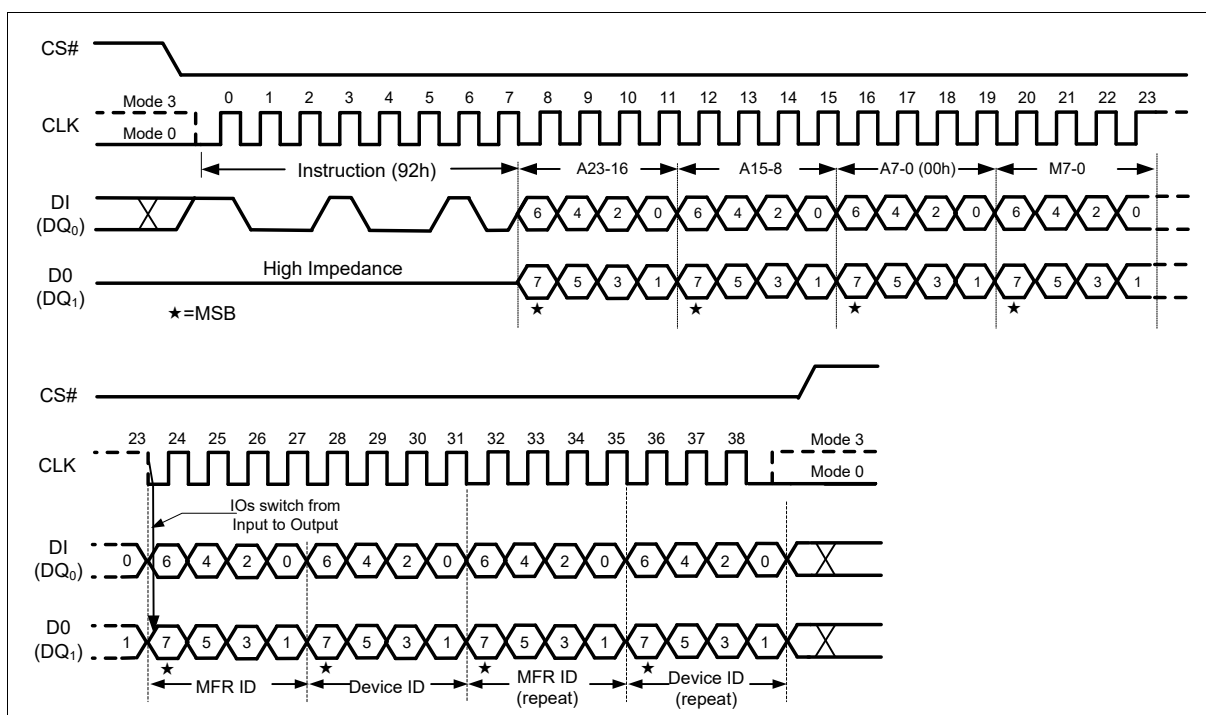 CS#
Mode 3 0 1 2 3 4 5 6 7 8 9 10 11 12 13 14 15 16 17 18 19 20 21 22 23
CLK
Mode 0
Instruction (92h) A23-16 A15-8 A7-0 (00h) M7-0
DI
(DQ0)
6 4 2 0 6 4 2 0 6 4 2 0 6 4 2 0
High Impedance
D0
(DQ1)
7 5 3 1 7 5 3 1 7 5 3 1 7 5 3 1
★=MSB ★ ★ ★ ★
CS#
23 24 25 26 27 28 29 30 31 32 33 34 35 36 37 38 Mode 3
CLK
Mode 0
IOs switch from
Input to Output
DI
(DQ0)
0 6 4 2 0 6 4 2 0 6 4 2 0 6 4 2 0
D0
(DQ1)
1 7 5 3 1 7 5 3 1 7 5 3 1 7 5 3 1
★ ★ ★ ★
MFR ID Device ID MFR ID
(repeat) Device ID
(repeat)